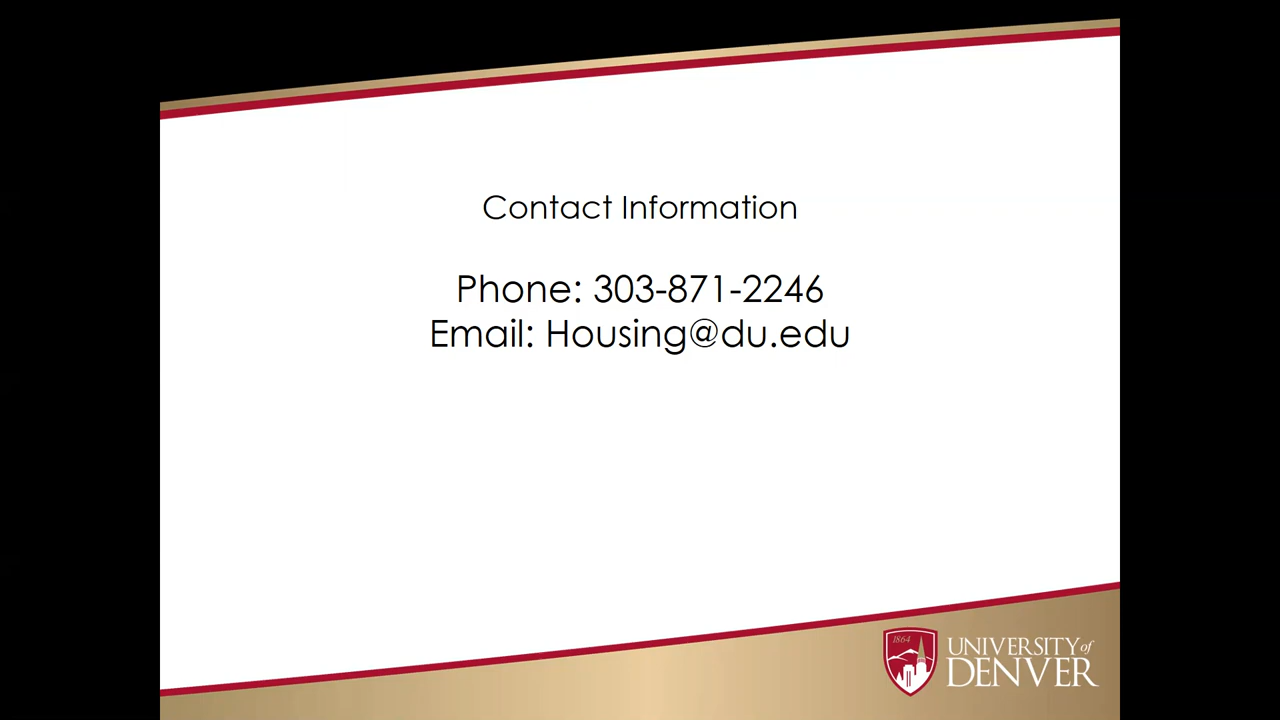 Contact Information
Phone: 303-871-2246
Email: Housing@du.edu
1864
UNIVERSITY of
DENVER